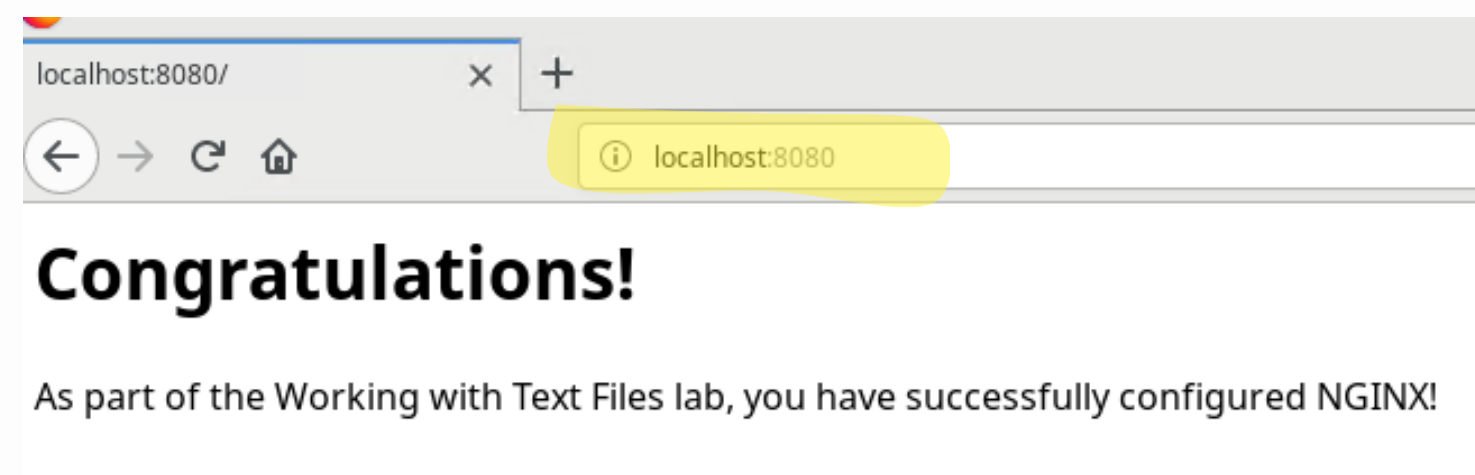 localhost:8080/
localhost:8080
Congratulations!
As part of the Working with Text Files lab, you have successfully configured NGINX!